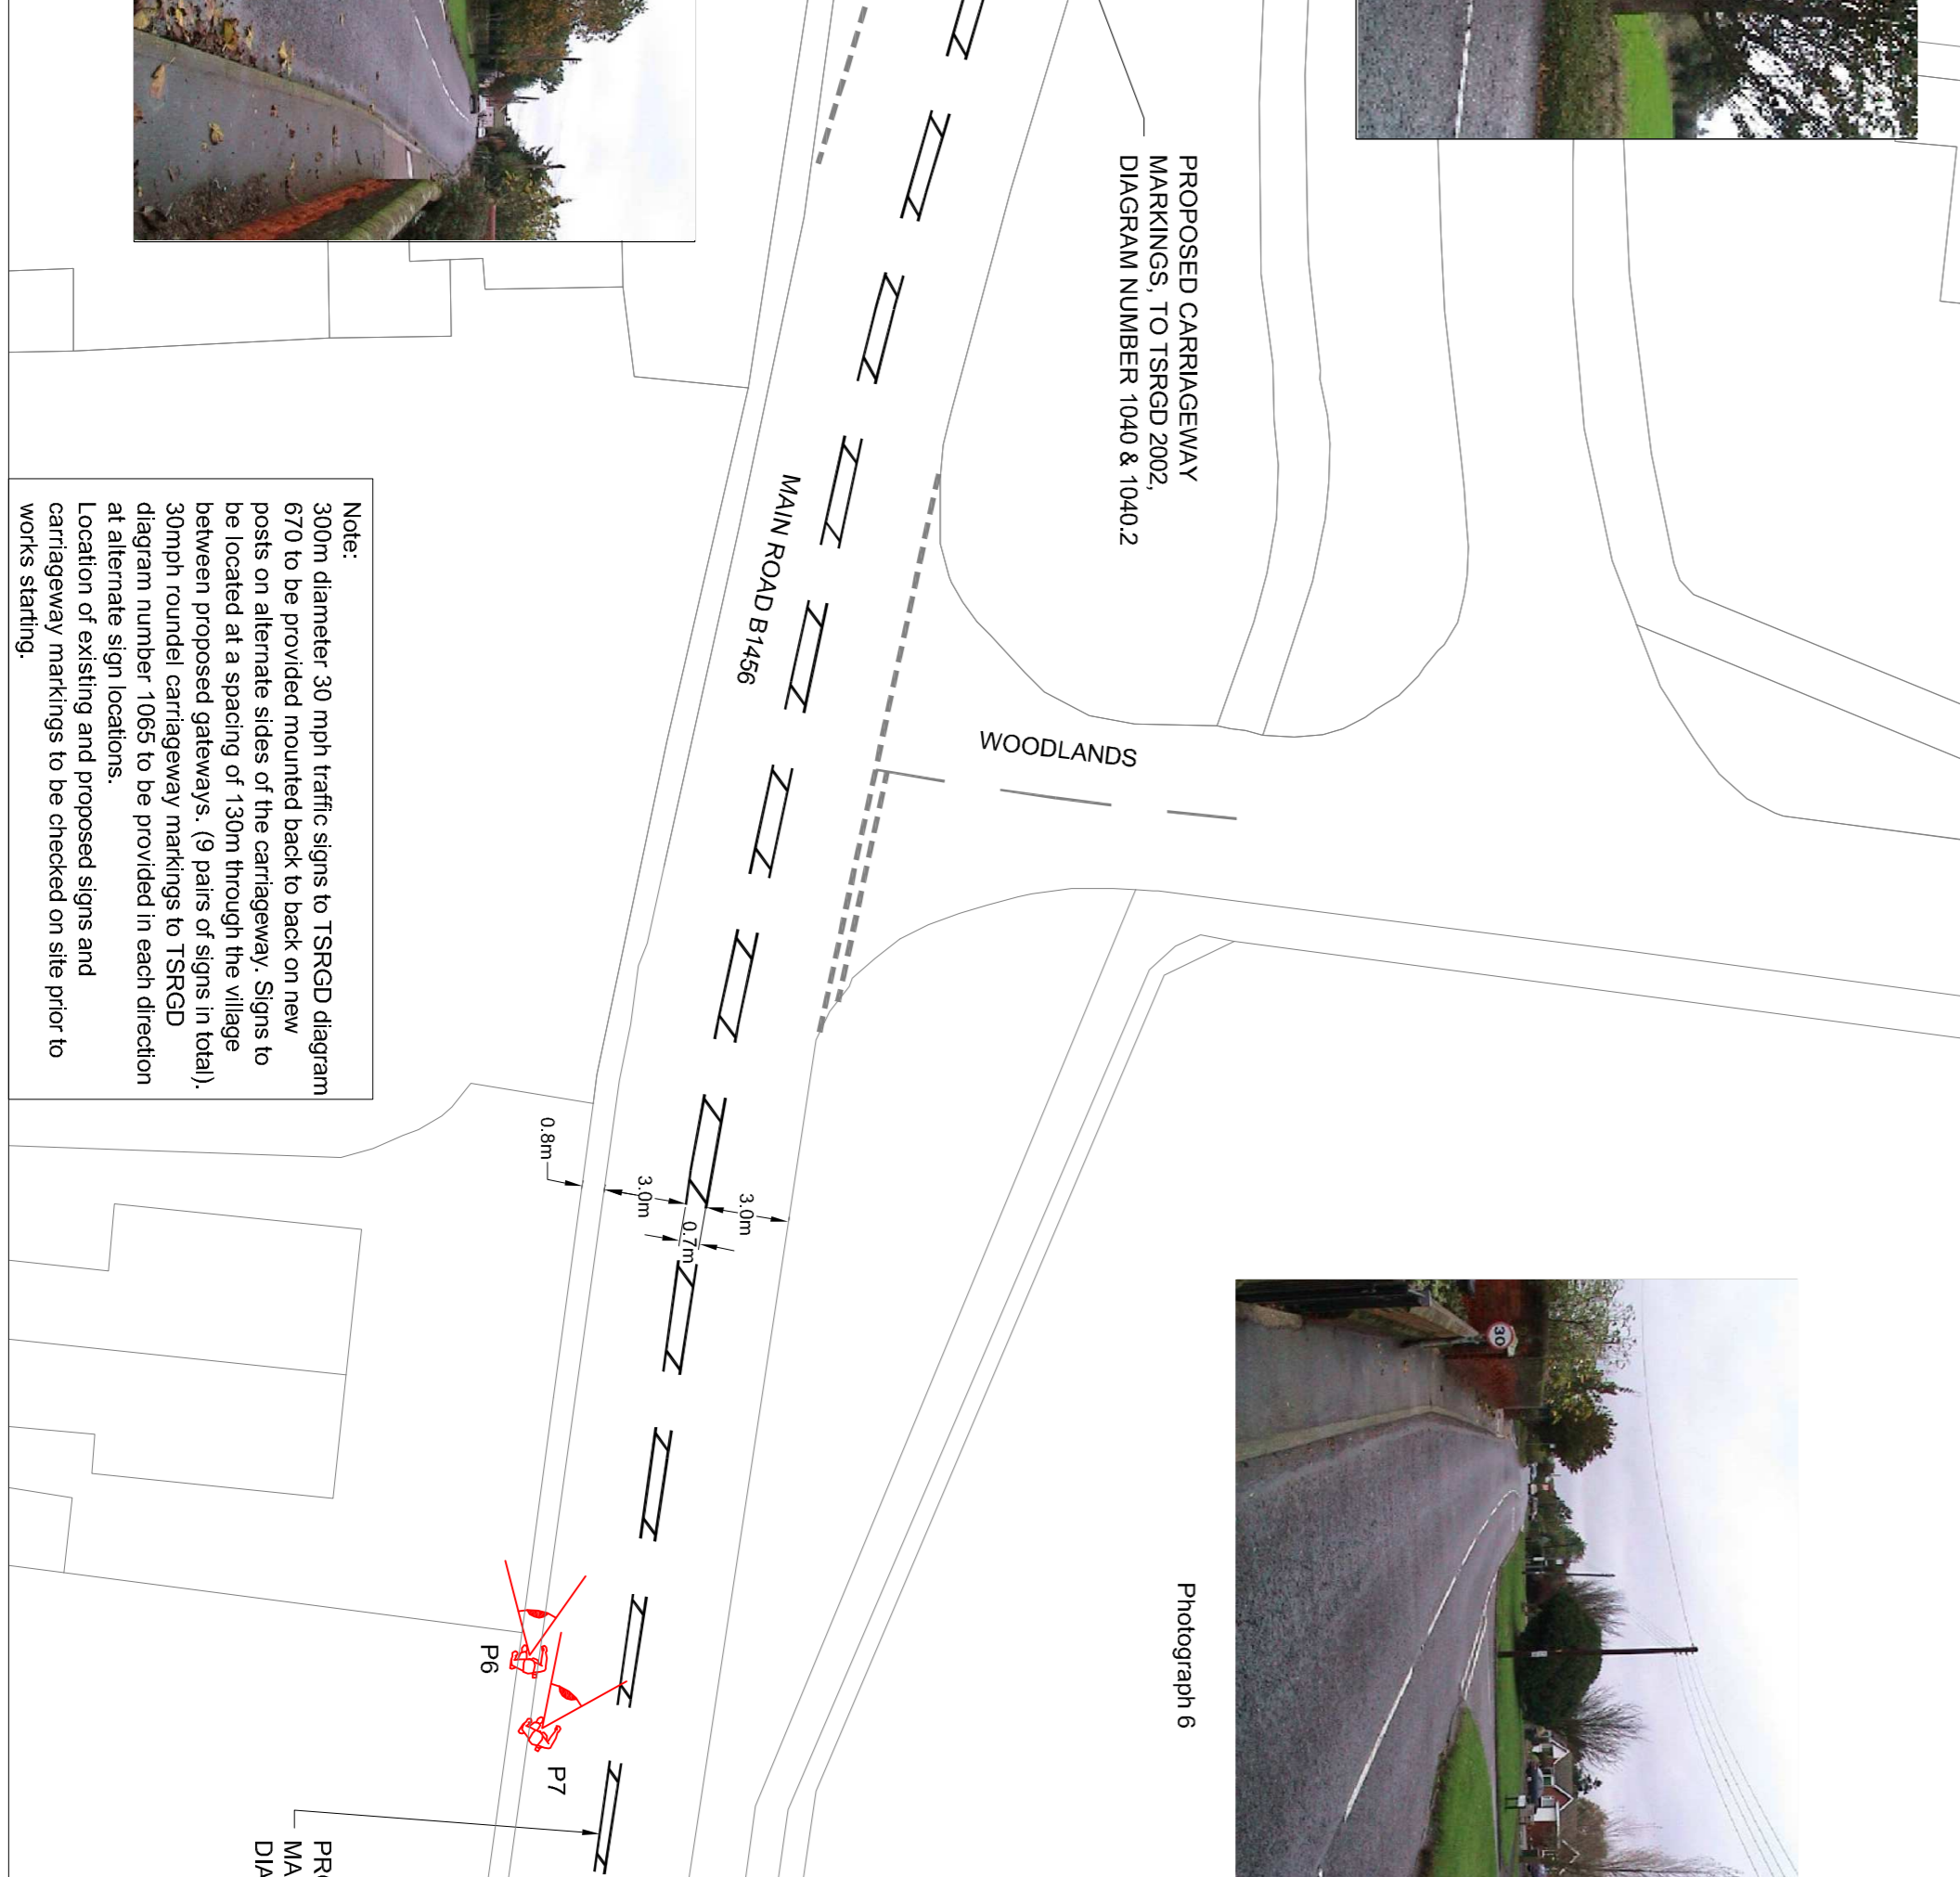 PROPOSED CARRIAGEWAY
MARKINGS, TO TSRGD 2002,
DIAGRAM NUMBER 1040 & 1040.2
WOODLANDS
MAIN ROAD B1456
30
Photograph 6
3.0m
0.7m
3.0m
0.8m
P6
P7
Note:
300m diameter 30 mph traffic signs to TSRGD diagram
670 to be provided mounted back to back on new
posts on alternate sides of the carriageway. Signs to
be located at a spacing of 130m through the village
between proposed gateways. (9 pairs of signs in total).
30mph roundel carriageway markings to TSRGD
diagram number 1065 to be provided in each direction
at alternate sign locations.
Location of existing and proposed signs and
carriageway markings to be checked on site prior to
works starting.
MA
DIA